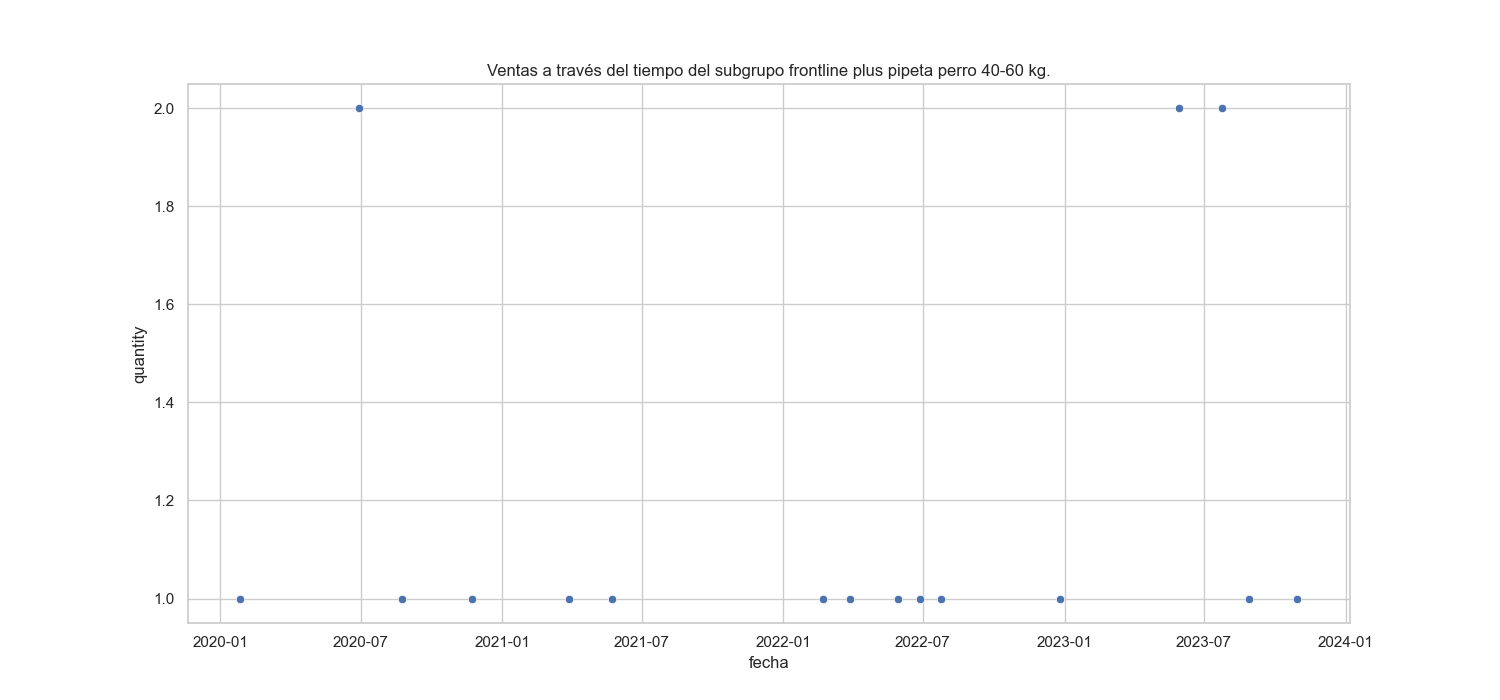 Ventas a través del tiempo del subgrupo frontline plus pipeta perro 40-60 kg.
2.0
1.8
1.6
1.4
1.2
1.0
quantity
2020-01 2020-07 2021-01 2021-07 2022-01 2022-07 2023-01 2023-07 2024-01
fecha